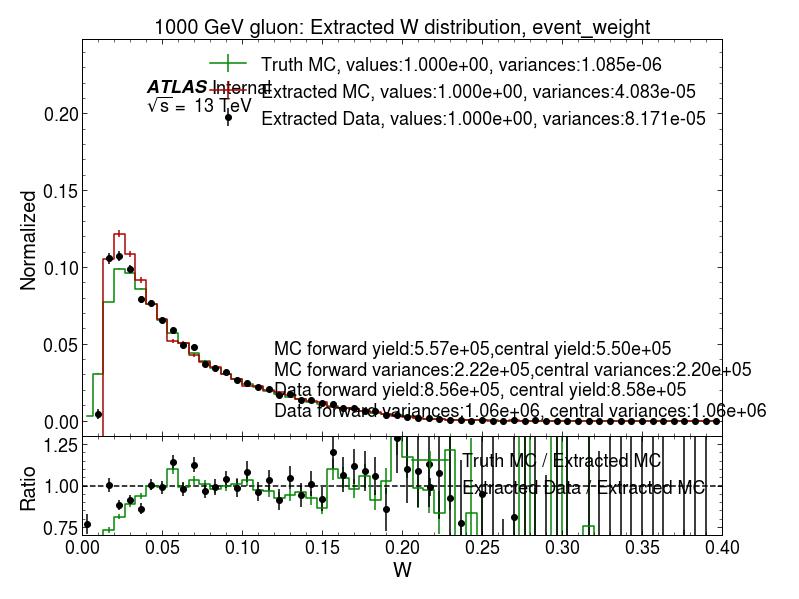 1000 GeV gluon: Extracted W distribution, event_weight
Truth MC, values:1.000e+00, variances:1.085e-06
ATLAS Internal
Extracted MC, values:1.000e+00, variances:4.083e-05
√s = 13 TeV
Extracted Data, values:1.000e+00, variances:8.171e-05
Normalized
0.20
0.15
0.10
0.05
0.00
MC forward yield:5.57e+05,central yield:5.50e+05
MC forward variances:2.22e+05,central variances:2.20e+05
Data forward yield:8.56e+05, central yield:8.58e+05
Data forward variances:1.06e+06, central variances:1.06e+06
Ratio
1.25
1.00
0.75
Truth MC / Extracted MC
Extracted Data / Extracted MC
0.00 0.05 0.10 0.15 0.20 0.25 0.30 0.35 0.40
W